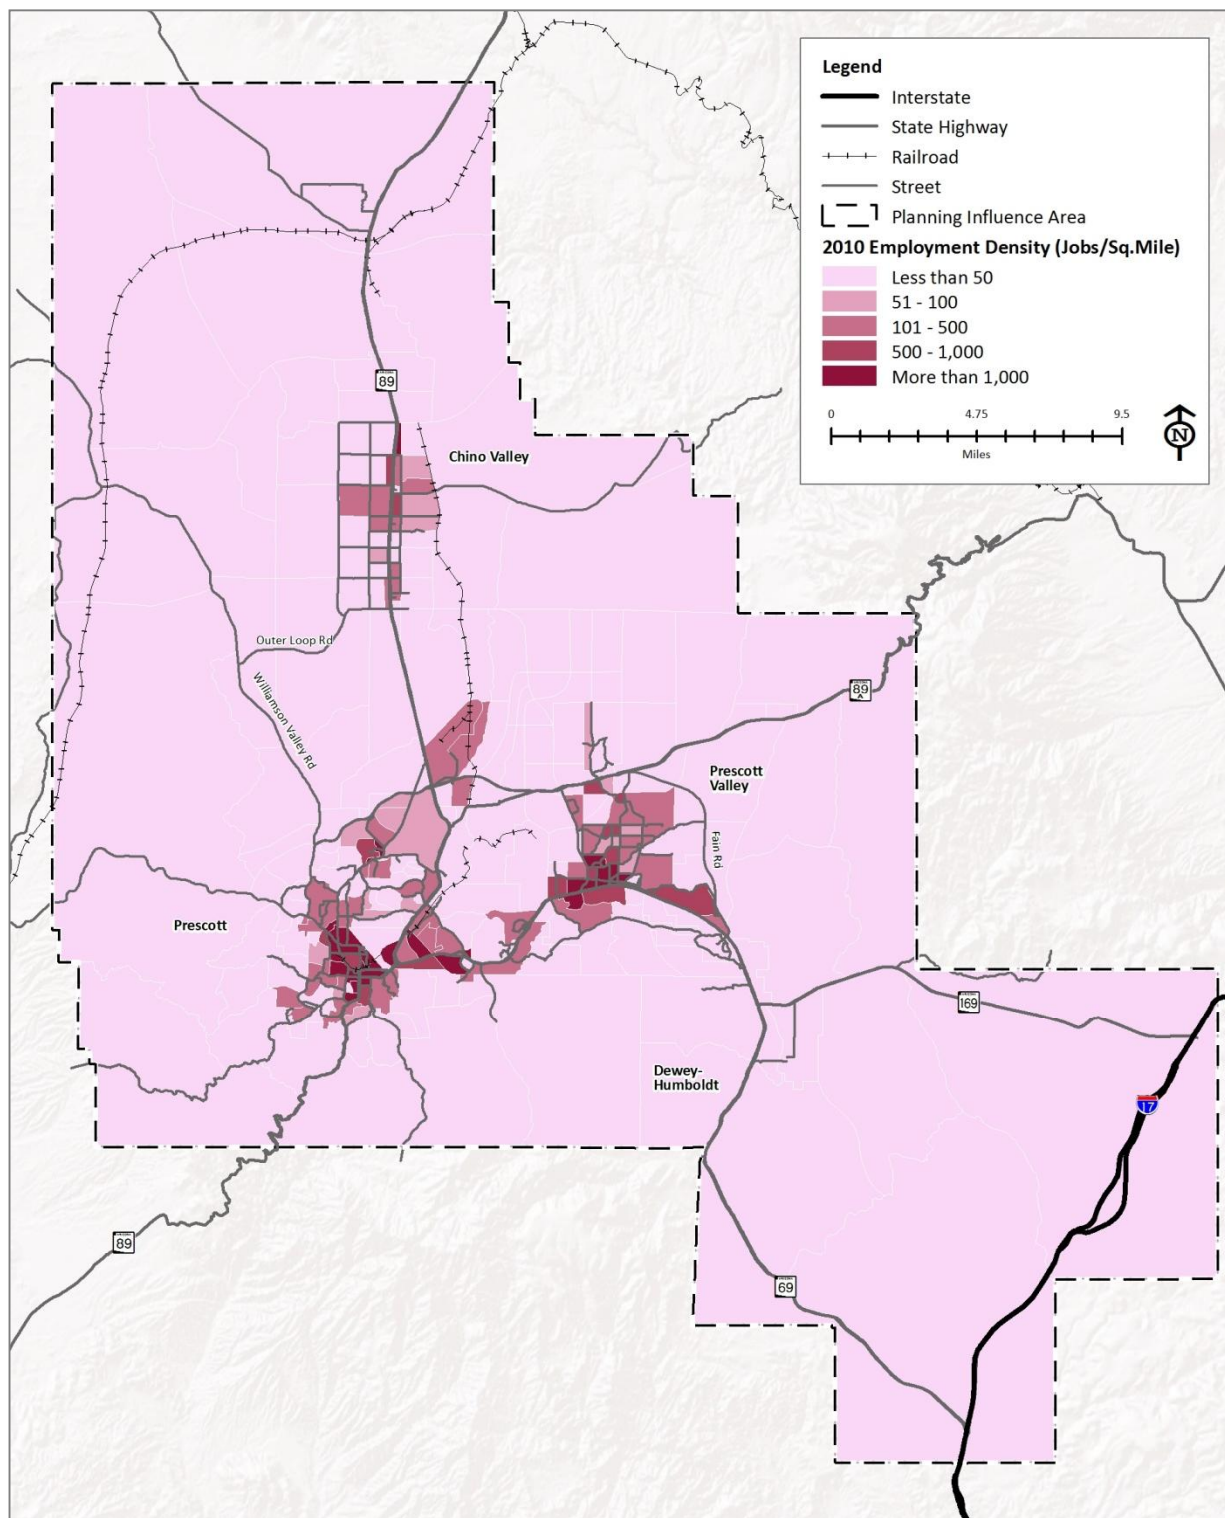 Legend
Interstate
State Highway
Railroad
Street
Planning Influence Area
2010 Employment Density (Jobs/Sq.Mile)
Less than 50
51 - 100
101 - 500
500 - 1,000
More than 1,000
0 4.75 9.5
Miles
N
89
Chino Valley
Outer Loop Rd
Williamson Valley Rd
89
A
Prescott
Valley
Fain Rd
Prescott
169
Dewey-
Humboldt
17
89
69